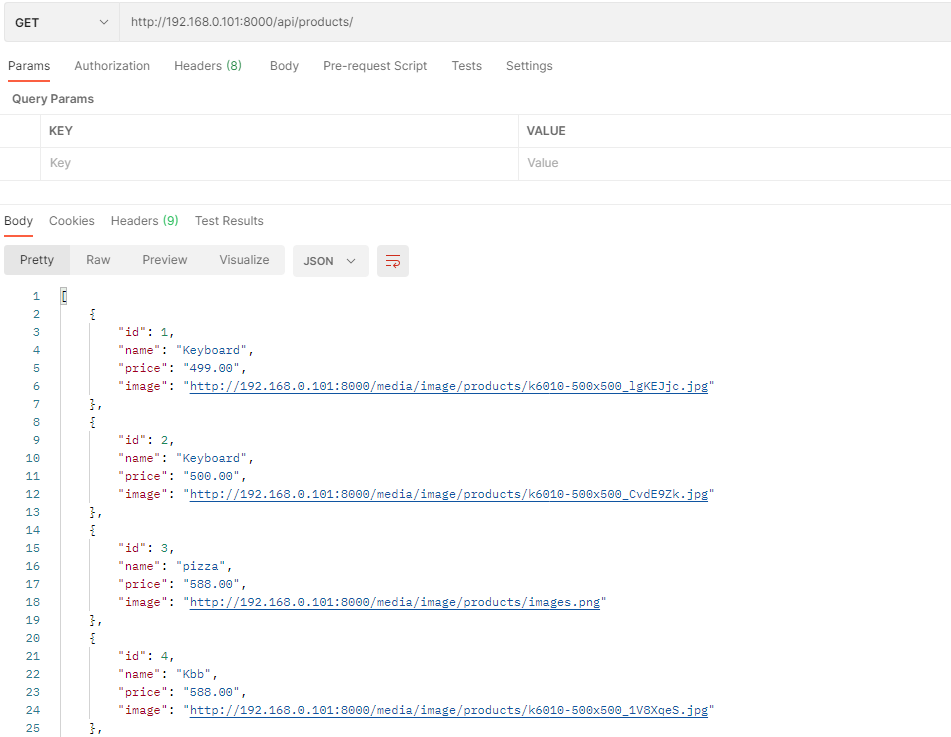 GET http://192.168.0.101:8000/api/products/
Params Authorization Headers (8) Body Pre-request Script Tests Settings
Query Params
KEY VALUE
Key Value
Body Cookies Headers (9) Test Results
Pretty Raw Preview Visualize JSON
1 [
2 {
3 "id": 1,
4 "name": "Keyboard",
5 "price": "499.00",
6 "image": "http://192.168.0.101:8000/media/image/products/k6010-500x500_lgKEJjc.jpg"
7 },
8 {
9 "id": 2,
10 "name": "Keyboard",
11 "price": "500.00",
12 "image": "http://192.168.0.101:8000/media/image/products/k6010-500x500_CvdE9Zk.jpg"
13 },
14 {
15 "id": 3,
16 "name": "pizza",
17 "price": "588.00",
18 "image": "http://192.168.0.101:8000/media/image/products/images.png"
19 },
20 {
21 "id": 4,
22 "name": "Kbb",
23 "price": "588.00",
24 "image": "http://192.168.0.101:8000/media/image/products/k6010-500x500_1V8XqeS.jpg"
25 },